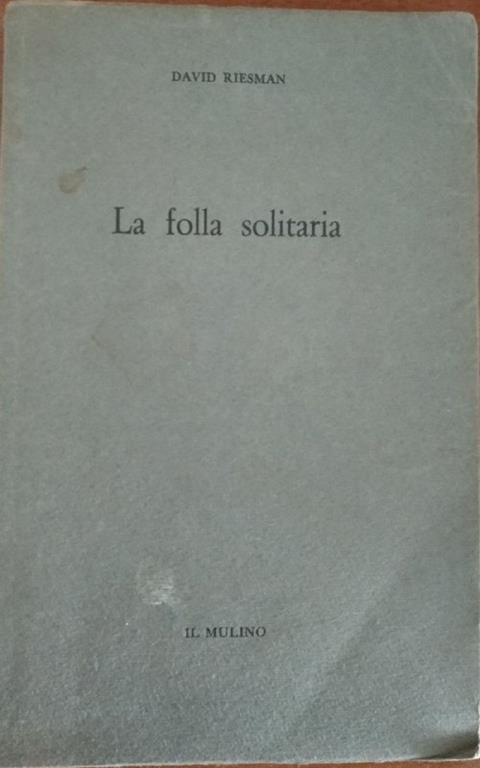 DAVID RIESMAN
La folla solitaria
IL MULINO